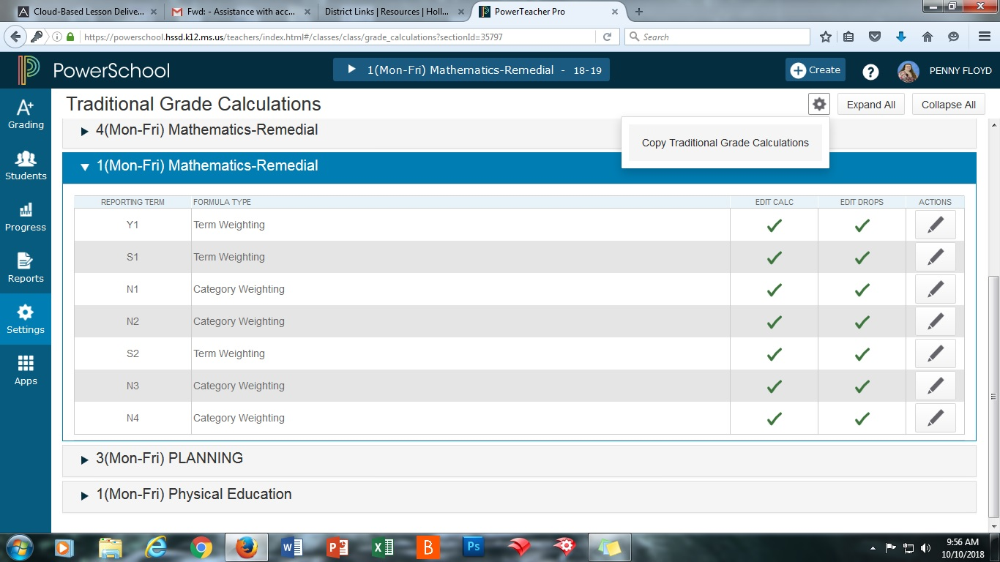 Cloud-Based Lesson Delive...
Fwd: - Assistance with acc...
District Links | Resources | Holl...
PowerTeacher Pro
https://powerschool.hssd.k12.ms.us/teachers/index.html#/classes/class/grade_calculations?sectionId=35797
Search
PowerSchool
1(Mon-Fri) Mathematics-Remedial - 18-19
Create
?
PENNY FLOYD
A+
Grading
Students
Progress
Reports
Settings
Apps
Traditional Grade Calculations
Expand All
Collapse All
Copy Traditional Grade Calculations
4(Mon-Fri) Mathematics-Remedial
1(Mon-Fri) Mathematics-Remedial
REPORTING TERM FORMULA TYPE EDIT CALC EDIT DROPS ACTIONS
Y1 Term Weighting
S1 Term Weighting
N1 Category Weighting
N2 Category Weighting
S2 Term Weighting
N3 Category Weighting
N4 Category Weighting
3(Mon-Fri) PLANNING
1(Mon-Fri) Physical Education
B
Ps
9:56 AM
10/10/2018